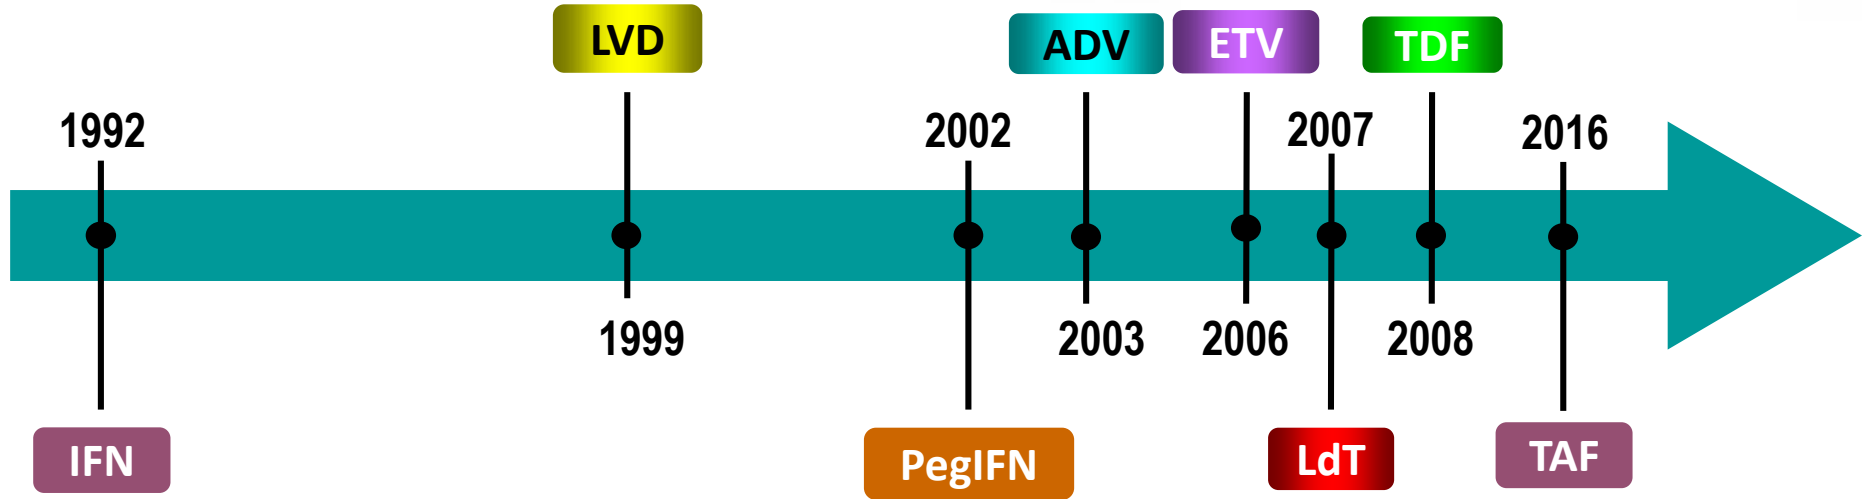 LVD
ADV
ETV
TDF
1992
2002
2007
2016
1999
2003
2006
2008
IFN
PegIFN
LdT
TAF